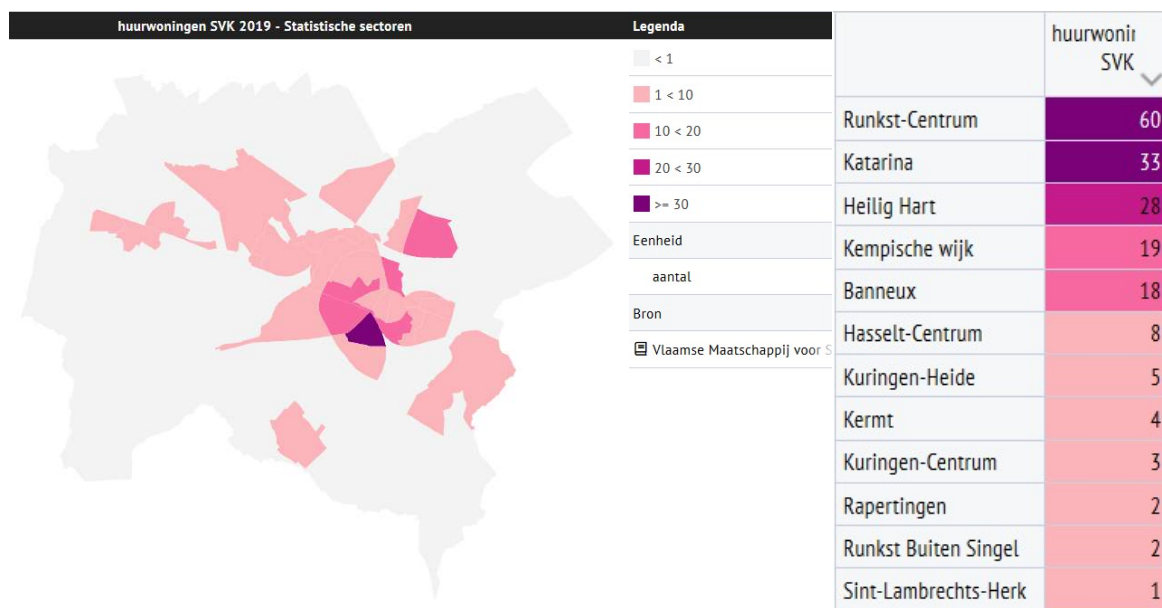 huurwoningen SVK 2019 - Statistische sectoren
Legenda
< 1
1 < 10
10 < 20
20 < 30
>= 30
Eenheid
aantal
Bron
Vlaamse Maatschappij voor S
huurwonin
SVK
Runkst-Centrum 60
Katarina 33
Heilig Hart 28
Kempische wijk 19
Banneux 18
Hasselt-Centrum 8
Kuringen-Heide 5
Kermt 4
Kuringen-Centrum 3
Rapertingen 2
Runkst Buiten Singel 2
Sint-Lambrechts-Herk 1